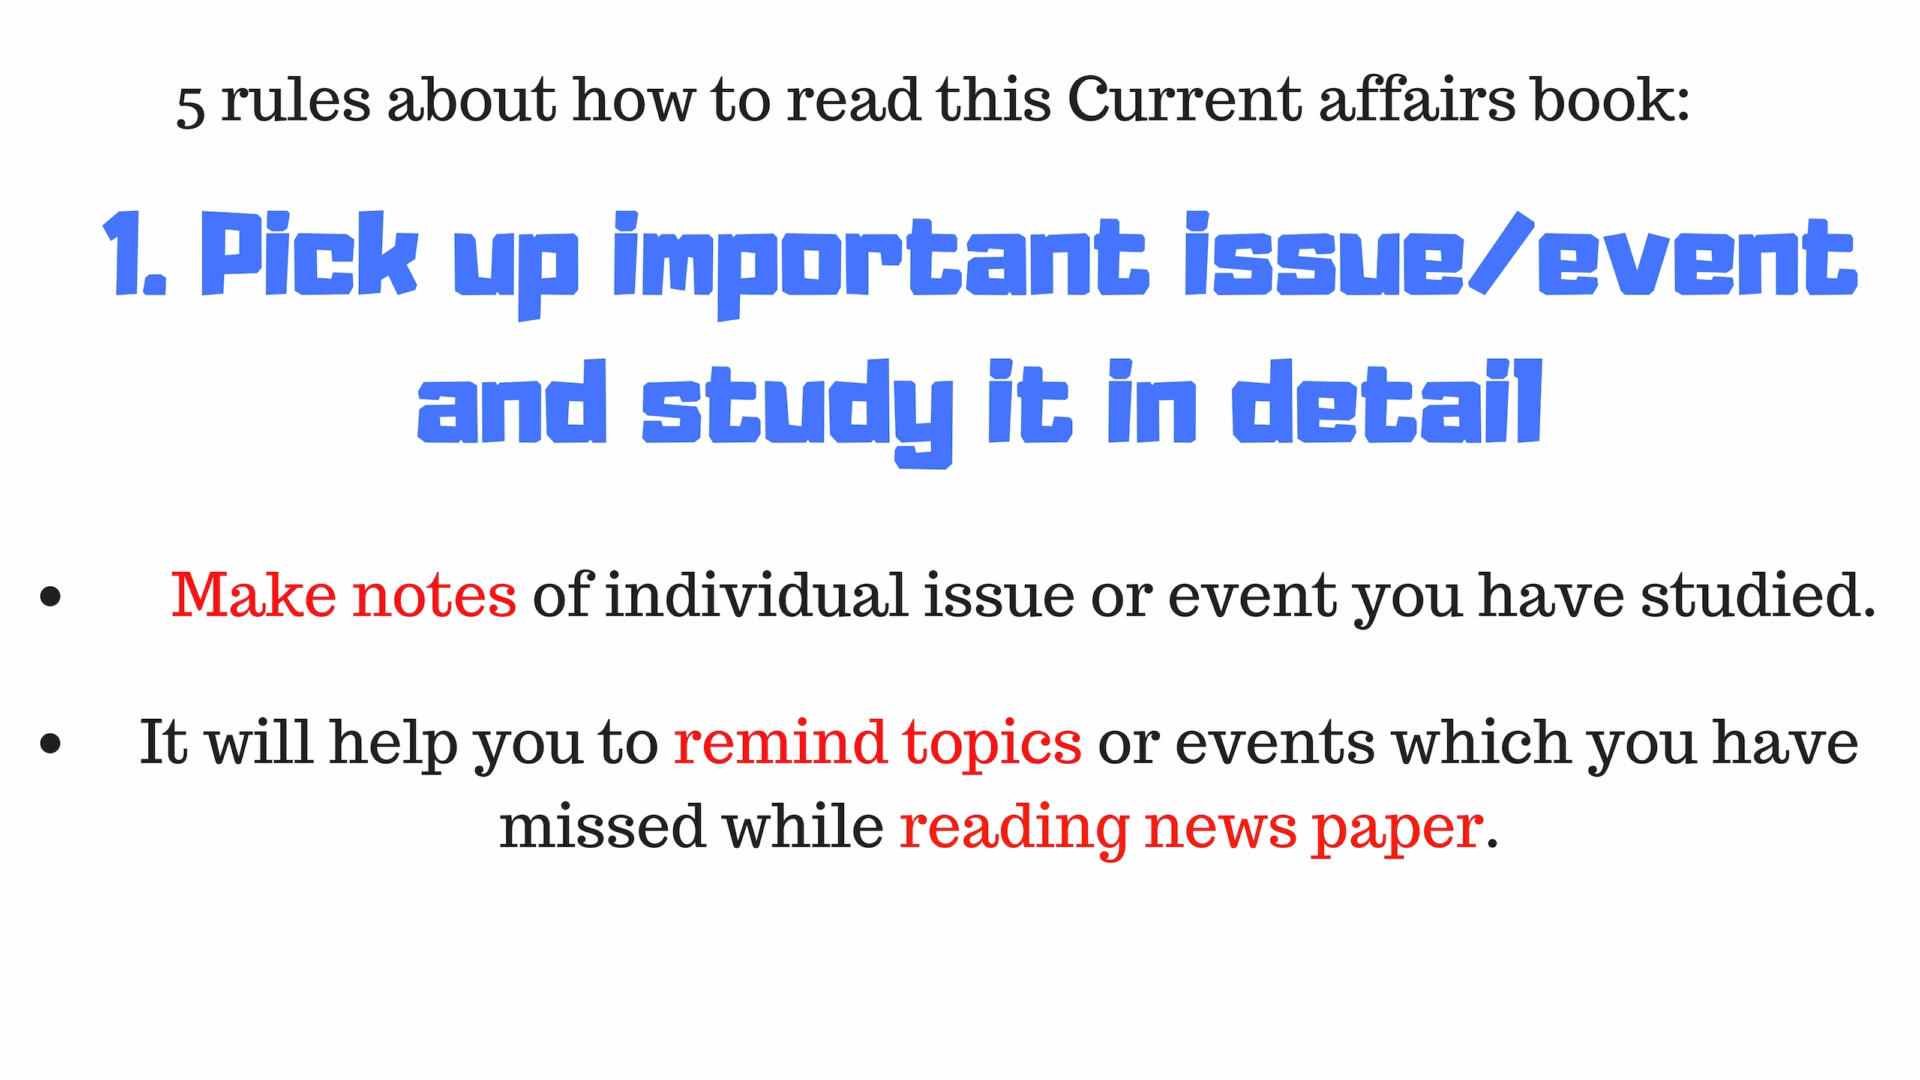 5 rules about how to read this Current affairs book:
1. Pick up important issue/event
and study it in detail
• Make notes of individual issue or event you have studied.
• It will help you to remind topics or events which you have
missed while reading news paper.